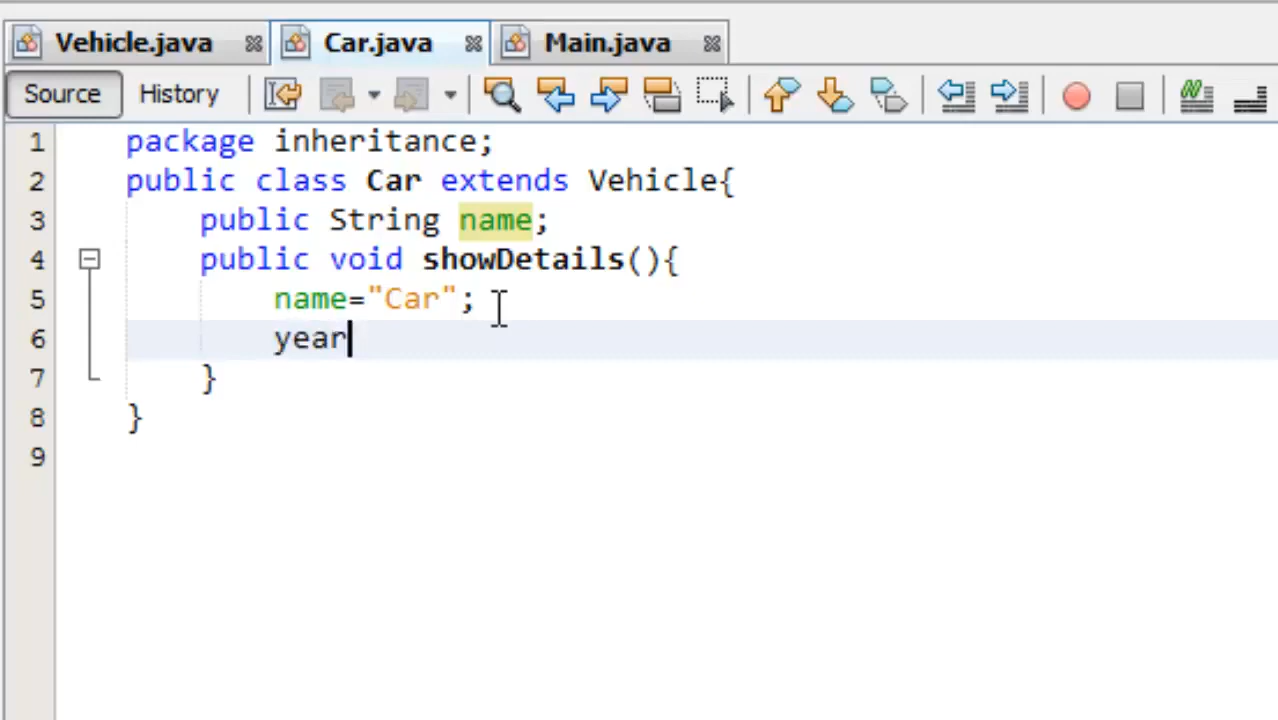 Vehicle.java Car.java Main.java
Source History
1 package inheritance;
2 public class Car extends Vehicle{
3 public String name;
4 public void showDetails(){
5 name="Car";
6 year
7 }
8 }
9